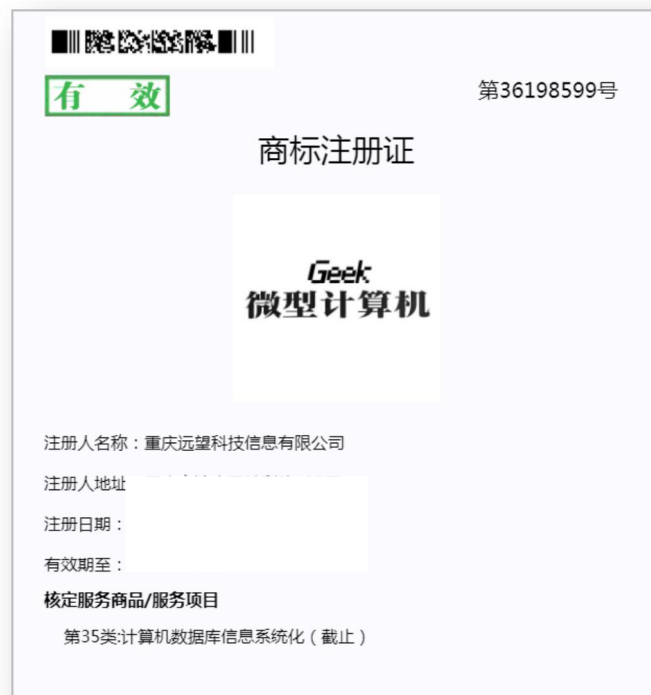 有 效
第36198599号
商标注册证
Geek
微型计算机
注册人名称：重庆远望科技信息有限公司
注册人地址
注册日期：
有效期至：
核定服务商品/服务项目
第35类:计算机数据库信息系统化（截止）